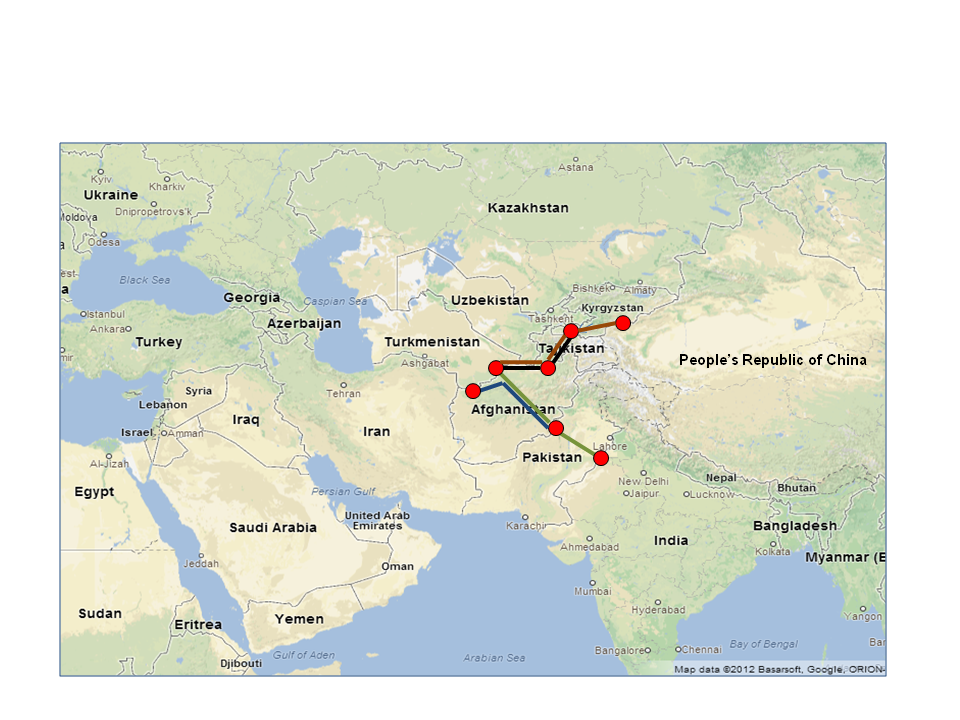 Astana
Kyiv
Kharkiv
Ukraine
Kazakhstan
Dnipropetrovs'k
Moldova
Odesa
a
est-
Black Sea
Bishkek
Almaty
a
Georgia
Caspian Sea
Uzbekistan
Kyrgyzstan
Istanbul
Tashkent
Azerbaijan
Ankara
Turkey
Turkmenistan
Tajikistan
mir
Ashgabat
People's Republic of China
Syria
Tehran
Lebanon
Afghanistan
Iraq
Israel
Amman
Iran
Lahore
Pakistan
Al-Jizah
New Delhi
Nepal
Egypt
Persian Gulf
Jaipur
Lucknow
Bhutan
United Arab
Emirates
Saudi Arabia
Karachi
Bangladesh
India
Ahmedabad
Kolkata
Jeddah
Oman
Myanmar (E
Mumbai
Sudan
Hyderabad
Yemen
Yangon
Eritrea
Bay of Bengal
Bar
Gulf of Aden
Arabian Sea
Bangalore
Chennai
Djibouti
Map data ©2012 Basarsoft, Google, ORION-